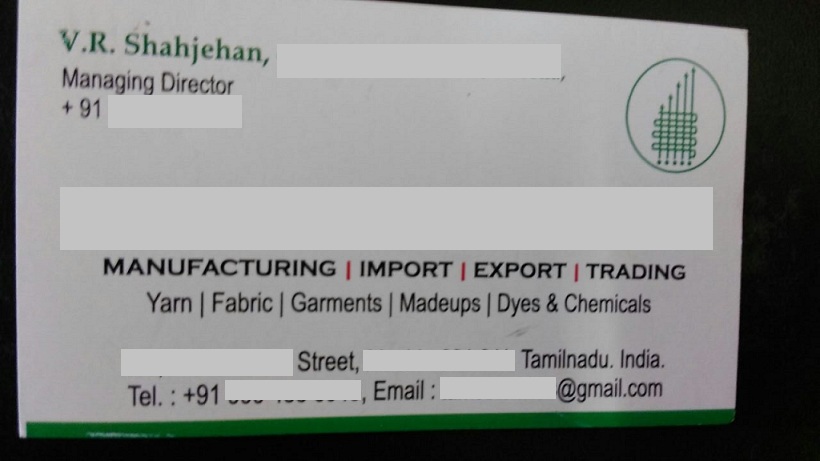 V.R. Shahjehan,
Managing Director
+ 91
MANUFACTURING | IMPORT | EXPORT | TRADING
Yarn | Fabric | Garments | Madeups | Dyes & Chemicals
Street, Tamilnadu. India.
Tel. : +91 , Email : @gmail.com